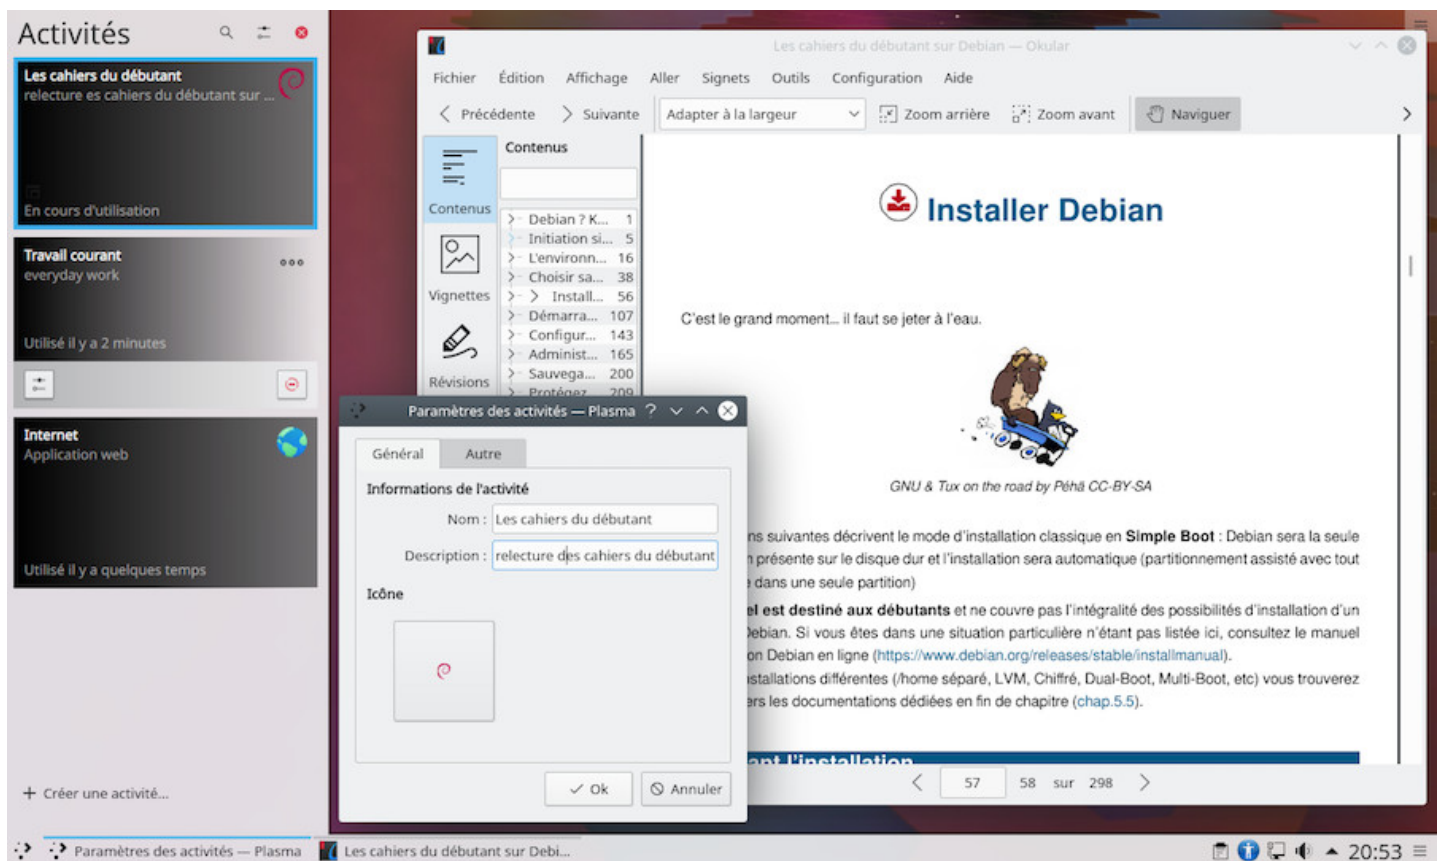 Activités
Les cahiers du débutant
relecture es cahiers du débutant sur ...
En cours d'utilisation
Travail courant
everyday work
Utilisé il y a 2 minutes
Internet
Application web
Utilisé il y a quelques temps
+ Créer une activité...
Les cahiers du débutant sur Debian — Okular
Fichier Édition Affichage Aller Signets Outils Configuration Aide
Précédente Suivante Adapter à la largeur Zoom arrière Zoom avant Naviguer
Contenus
Vignettes
Révisions
Contenus
Debian ? K... 1
Initiation si... 5
L'environn... 16
Choisir sa... 38
Install... 56
Démarra... 107
Configur... 143
Administ... 165
Sauvega... 200
Protégez 209
Installer Debian
C'est le grand moment... il faut se jeter à l'eau.
GNU & Tux on the road by Péhä CC-BY-SA
ns suivantes décrivent le mode d'installation classique en Simple Boot : Debian sera la seule
présente sur le disque dur et l'installation sera automatique (partitionnement assisté avec tout
dans une seule partition)
el est destiné aux débutants et ne couvre pas l'intégralité des possibilités d'installation d'un
Debian. Si vous êtes dans une situation particulière n'étant pas listée ici, consultez le manuel
on Debian en ligne (https://www.debian.org/releases/stable/installmanual).
stallations différentes (/home séparé, LVM, Chiffré, Dual-Boot, Multi-Boot, etc) vous trouverez
ers les documentations dédiées en fin de chapitre (chap.5.5).
ant l'installation
57 58 sur 298
Paramètres des activités — Plasma ?
Général Autre
Informations de l'activité
Nom : Les cahiers du débutant
Description : relecture des cahiers du débutant
Icône
Ok Annuler
Paramètres des activités — Plasma Les cahiers du débutant sur Debi... 20:53